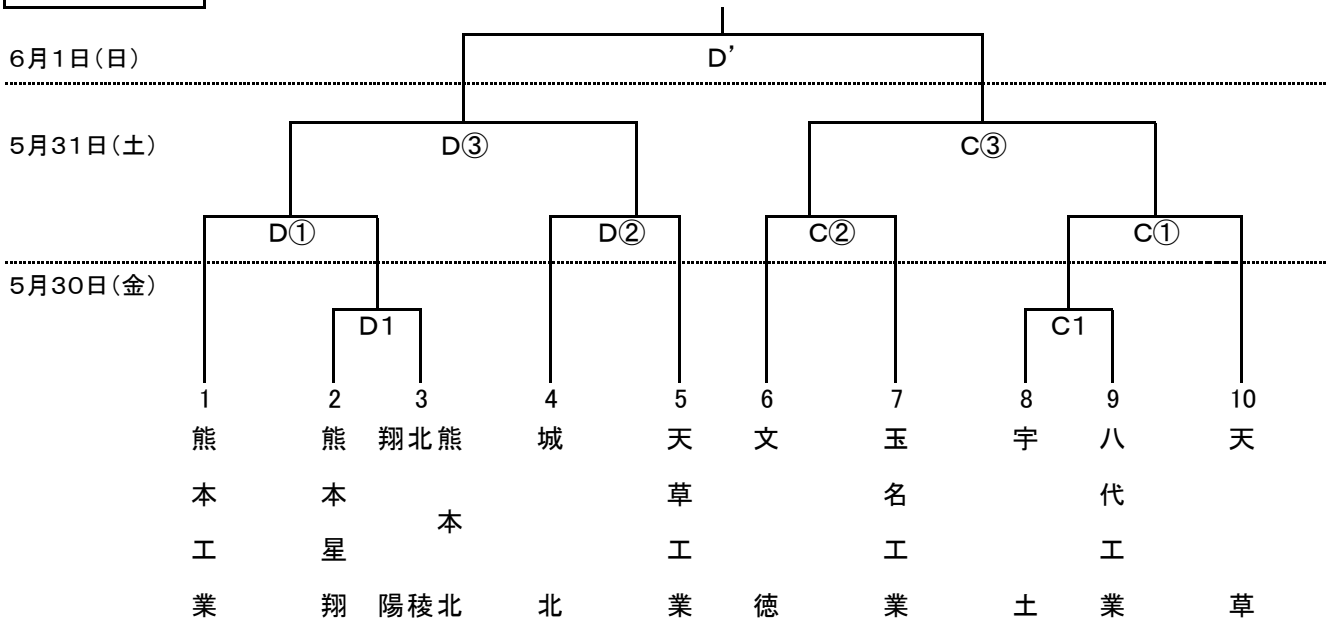 6月1日(日)
D’
5月31日(土)
D③
C③
D①
D②
C②
C①
5月30日(金)
D1
C1
1
2
3
4
5
6
7
8
9
10
熊本工業
熊本星翔
熊本北
北稜
翔陽
城北
天草工業
文徳
玉名工業
宇土
八代工業
天草